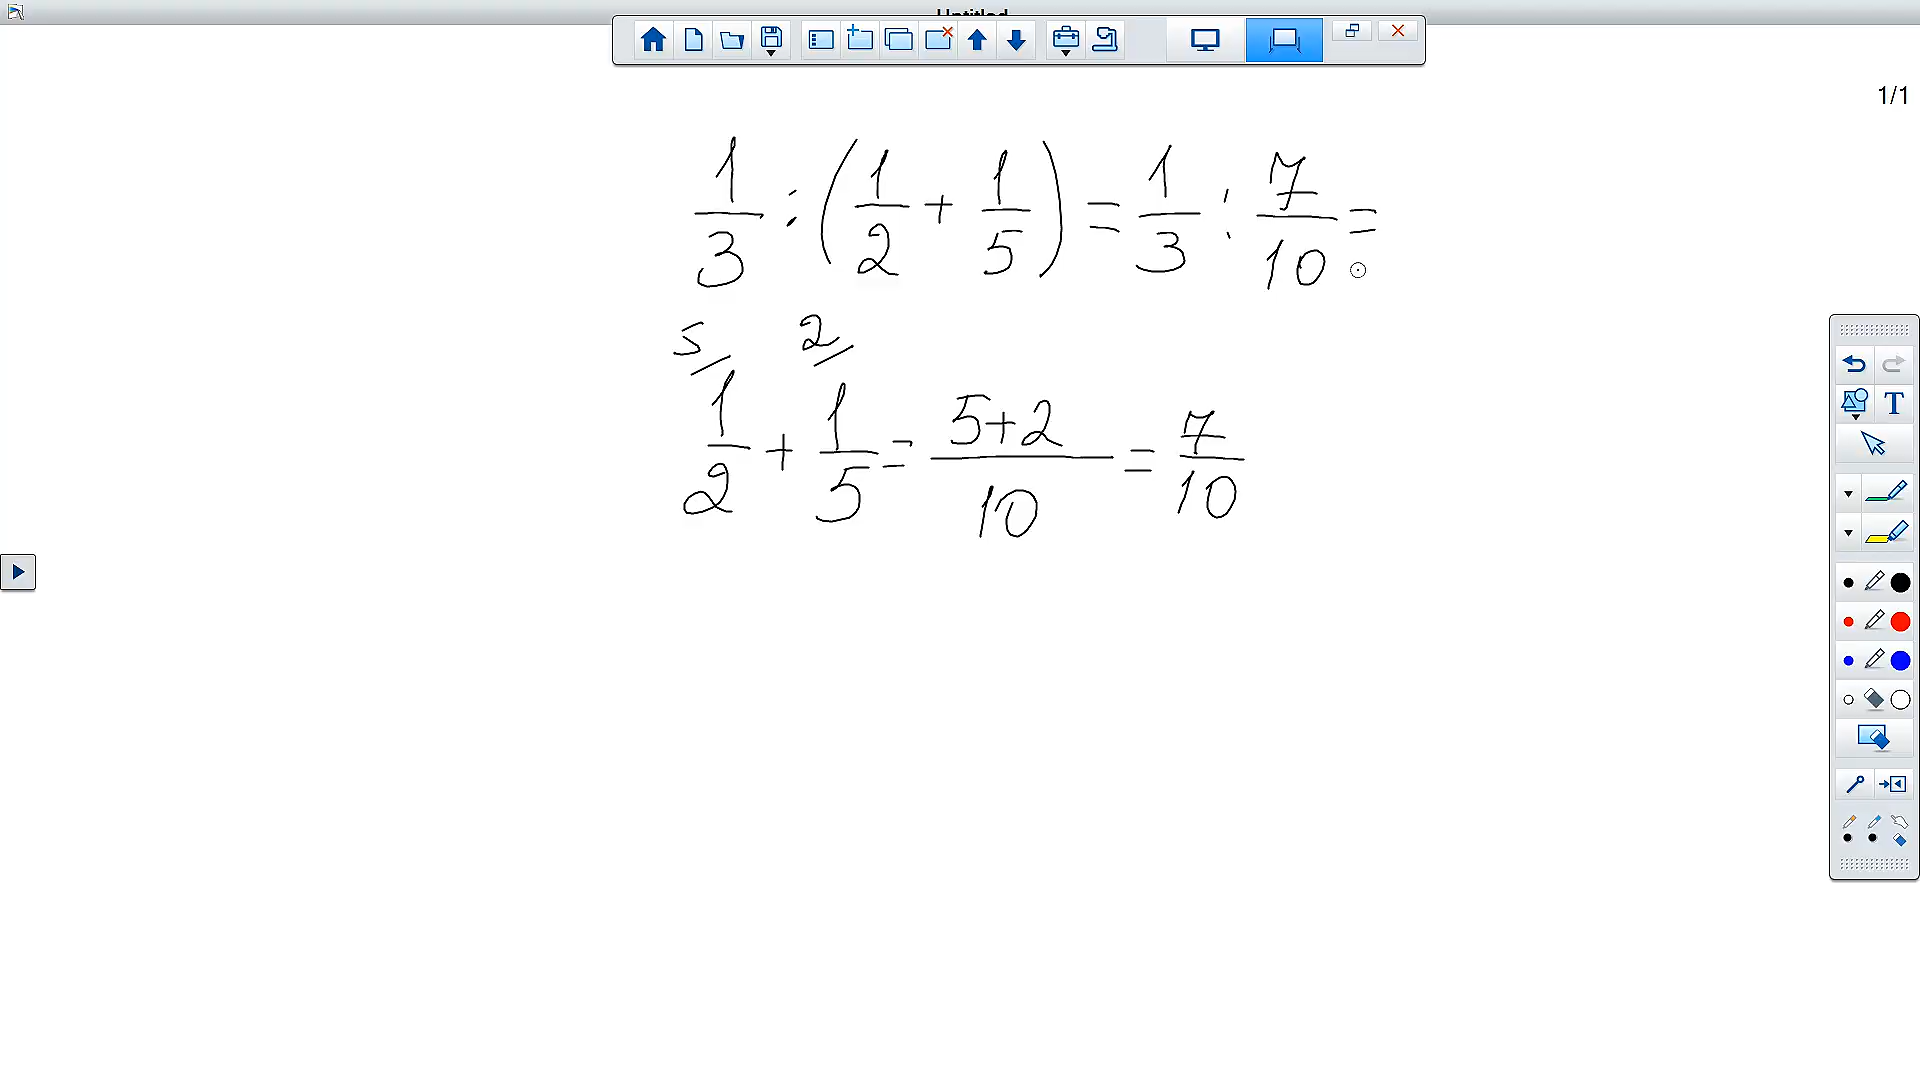 Untitled
1/1
1/3 : (1/2 + 1/5) = 1/3 : 7/10 =
5/ 2/
1/2 + 1/5 = 5+2/10 = 7/10
T